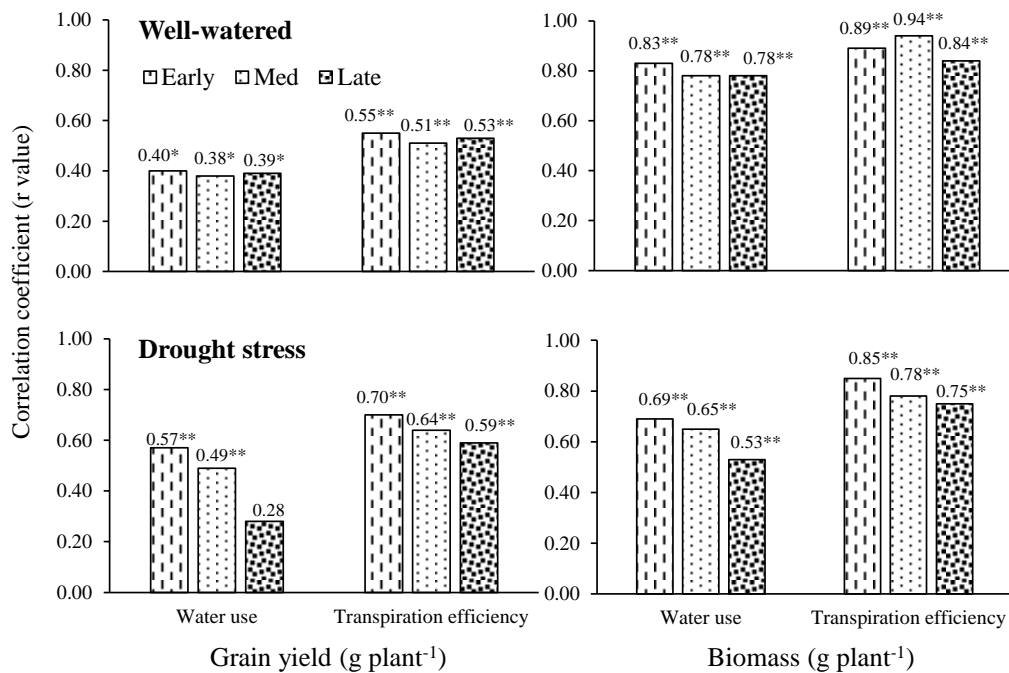 Correlation coefficient (r value)
Well-watered
Early Med Late
1.00
0.80
0.60
0.40
0.20
0.00
0.40* 0.38* 0.39*
0.55** 0.51** 0.53**
1.00
0.80
0.60
0.40
0.20
0.00
0.83** 0.78** 0.78**
0.89** 0.94** 0.84**
Drought stress
1.00
0.80
0.60
0.40
0.20
0.00
0.57** 0.49** 0.28
0.70** 0.64** 0.59**
Water use Transpiration efficiency
Grain yield (g plant⁻¹)
1.00
0.80
0.60
0.40
0.20
0.00
0.69** 0.65** 0.53**
0.85** 0.78** 0.75**
Water use Transpiration efficiency
Biomass (g plant⁻¹)